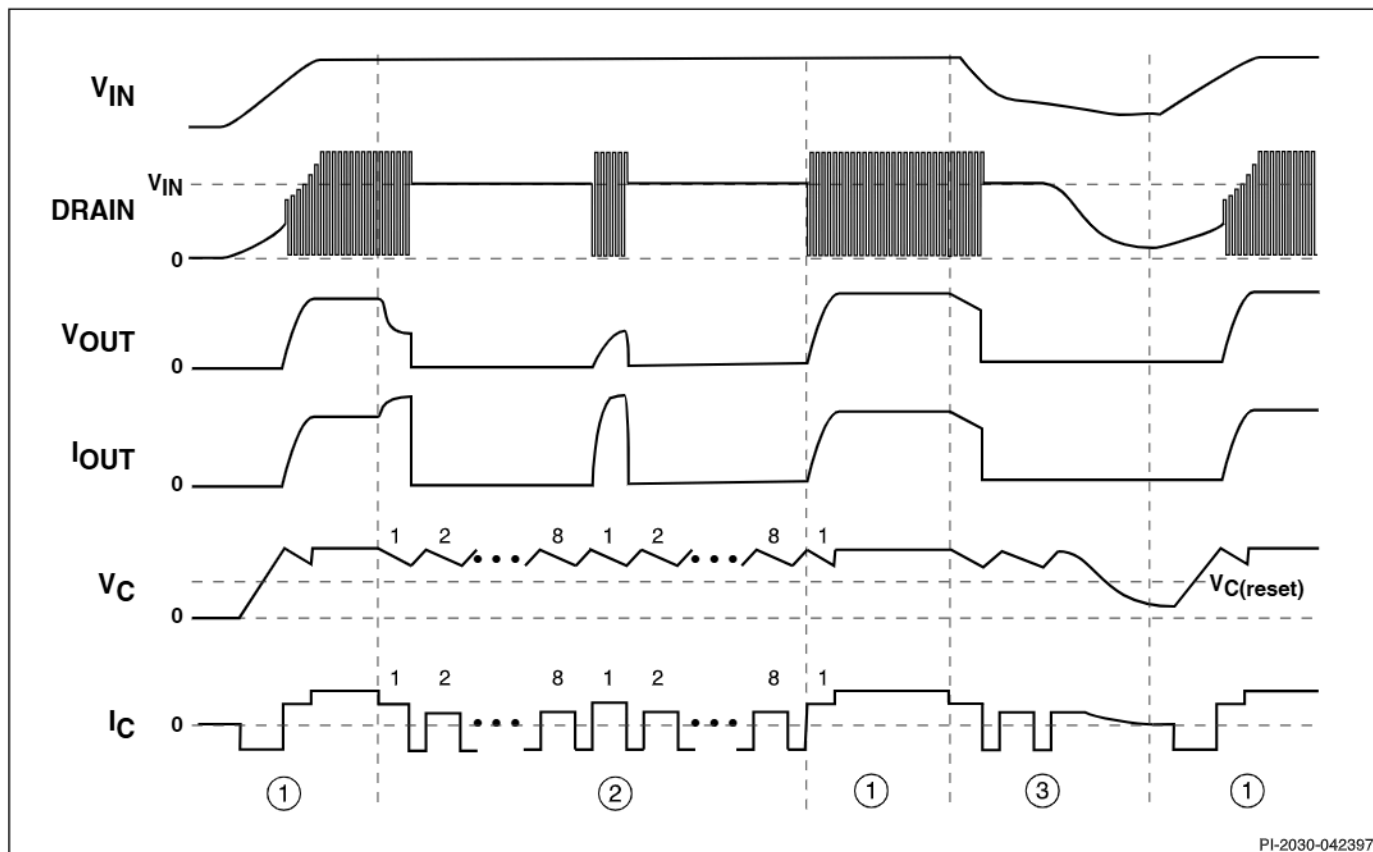 VIN
VIN
DRAIN
0
VOUT
0
IOUT
0
1 2 • • • 8 1 2 • • • 8 1
VC
VC(reset)
0
1 2 8 1 2 8 1
IC
0
• • • • • •
① ② ① ③ ①
PI-2030-042397